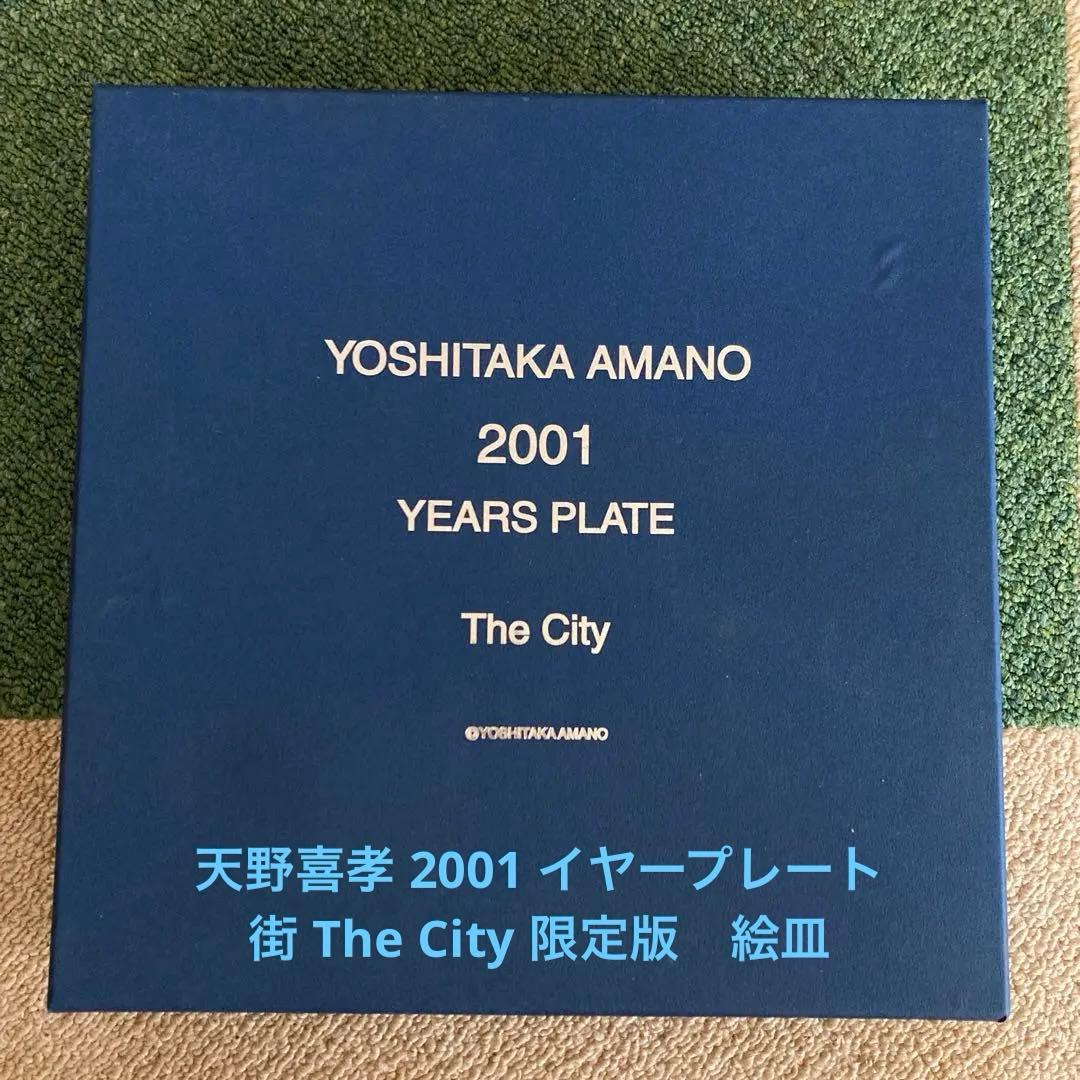 YOSHITAKA AMANO
2001
YEARS PLATE
The City
©YOSHITAKA AMANO
天野喜孝 2001 イヤープレート
街 The City 限定版　絵皿